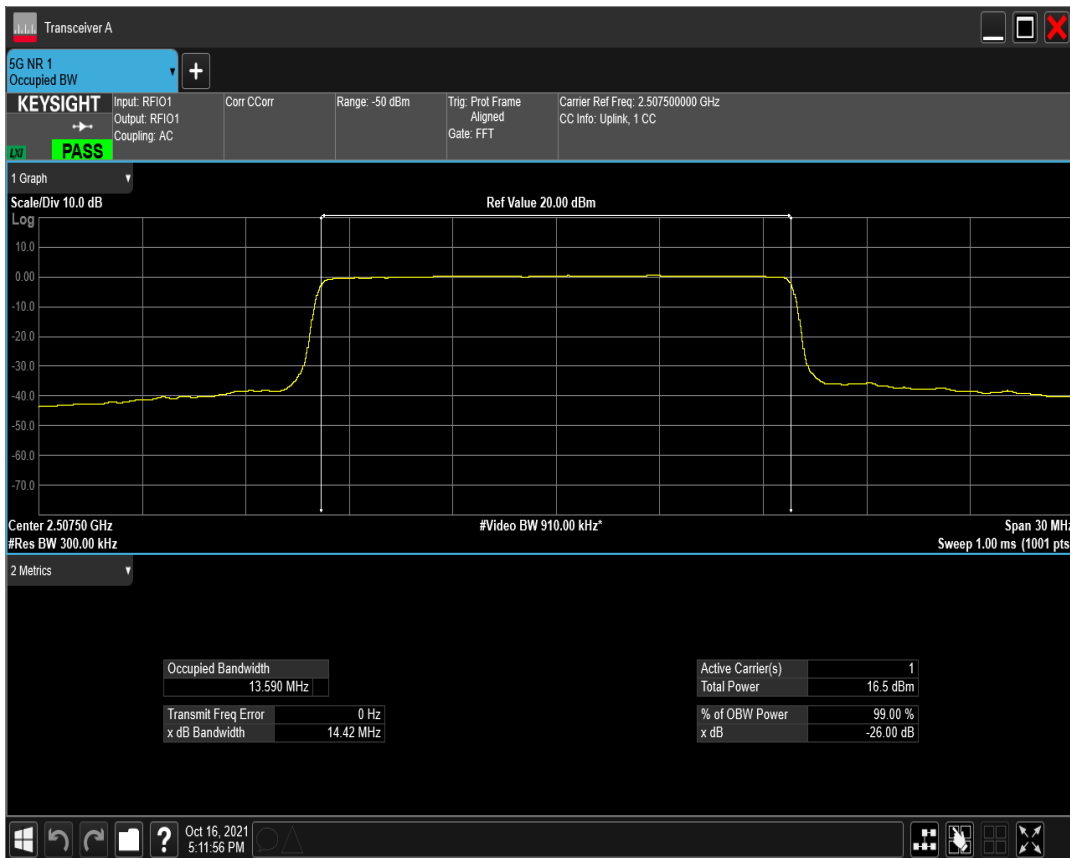 Transceiver A
5G NR 1
Occupied BW
+
KEYSIGHT
LXI
PASS
Input: RFIO1
Output: RFIO1
Coupling: AC
Corr CCorr
Range: -50 dBm
Trig: Prot Frame
Aligned
Gate: FFT
Carrier Ref Freq: 2.507500000 GHz
CC Info: Uplink, 1 CC
1 Graph
Scale/Div 10.0 dB
Ref Value 20.00 dBm
Log
10.0
0.00
-10.0
-20.0
-30.0
-40.0
-50.0
-60.0
-70.0
Center 2.50750 GHz
#Video BW 910.00 kHz*
Span 30 MHz
#Res BW 300.00 kHz
Sweep 1.00 ms (1001 pts
2 Metrics
Occupied Bandwidth
13.590 MHz
Transmit Freq Error 0 Hz
x dB Bandwidth 14.42 MHz
Active Carrier(s) 1
Total Power 16.5 dBm
% of OBW Power 99.00 %
x dB -26.00 dB
?
Oct 16, 2021
5:11:56 PM